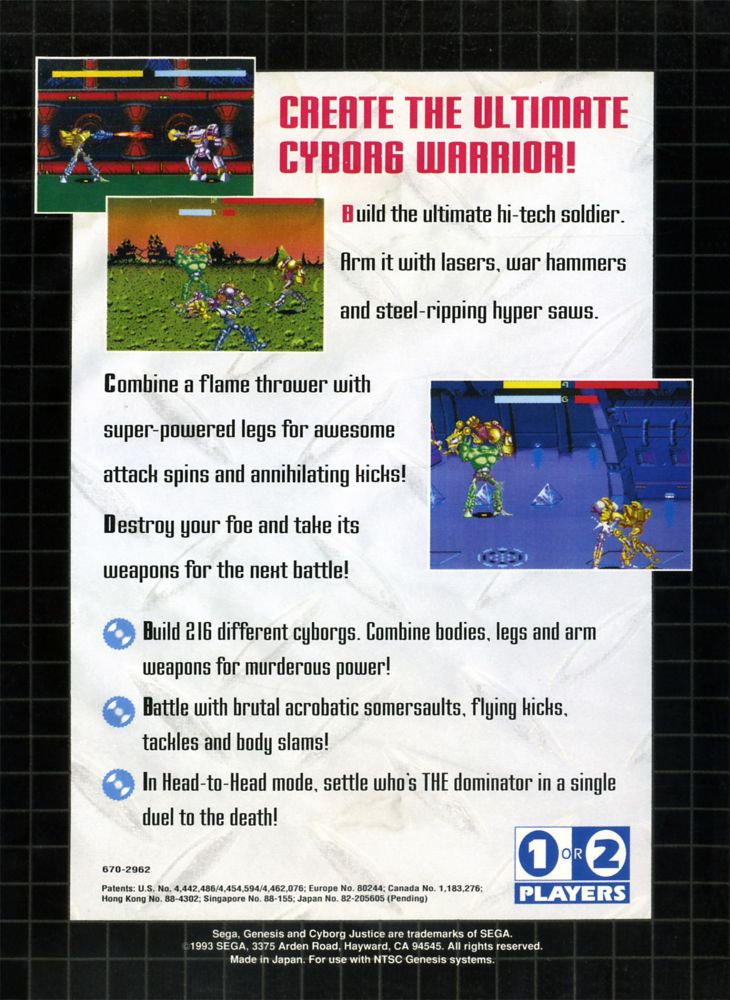 CREATE THE ULTIMATE
CYBORG WARRIOR!
Build the ultimate hi-tech soldier.
Arm it with lasers, war hammers
and steel-ripping hyper saws.
Combine a flame thrower with
super-powered legs for awesome
attack spins and annihilating kicks!
Destroy your foe and take its
weapons for the next battle!
Build 216 different cyborgs. Combine bodies, legs and arm
weapons for murderous power!
Battle with brutal acrobatic somersaults, flying kicks,
tackles and body slams!
In Head-to-Head mode, settle who's THE dominator in a single
duel to the death!
1 OR 2
PLAYERS
670-2962
Patents: U.S. No. 4,442,486/4,454,594/4,462,076; Europe No. 80244; Canada No. 1,183,276;
Hong Kong No. 88-4302; Singapore No. 88-155; Japan No. 82-205605 (Pending)
Sega, Genesis and Cyborg Justice are trademarks of SEGA.
©1993 SEGA, 3375 Arden Road, Hayward, CA 94545. All rights reserved.
Made in Japan. For use with NTSC Genesis systems.